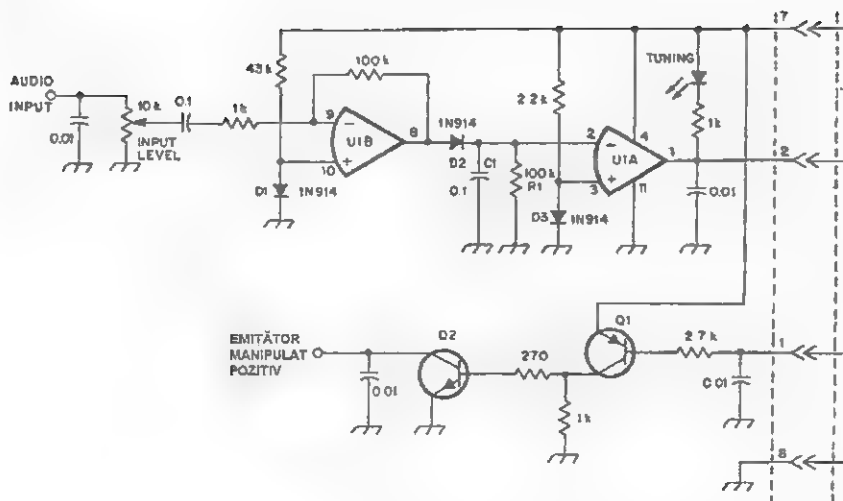 7
43k
100k
TUNING
AUDIO
INPUT
10k
0.1
1k
0.01
INPUT
LEVEL
9
-
8
U1B
10
+
1N914
D2
C1
0.1
100k
R1
D1
1N914
2.2k
2
-
4
U1A
1
3
+
11
D3
1N914
1k
2
0.01
EMITĂTOR
MANIPULAT
POZITIV
Q2
270
Q1
2.7k
1
0.01
0.01
1k
8